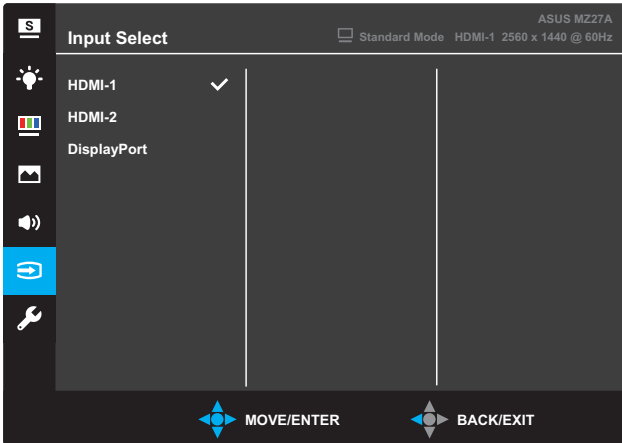 S
ASUS MZ27A
Input Select
Standard Mode HDMI-1 2560 x 1440 @ 60Hz
HDMI-1
HDMI-2
DisplayPort
MOVE/ENTER
BACK/EXIT